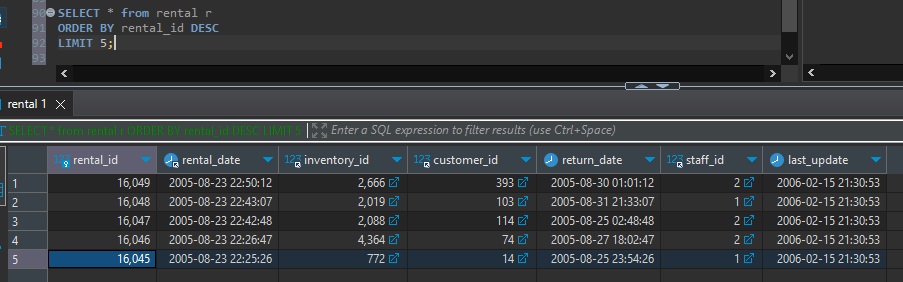 90 SELECT * from rental r
91 ORDER BY rental_id DESC
92 LIMIT 5;
93
rental 1
SELECT * from rental r ORDER BY rental_id DESC LIMIT 5 Enter a SQL expression to filter results (use Ctrl+Space)
123 rental_id rental_date 123 inventory_id 123 customer_id return_date 123 staff_id last_update
1 16,049 2005-08-23 22:50:12 2,666 393 2005-08-30 01:01:12 2 2006-02-15 21:30:53
2 16,048 2005-08-23 22:43:07 2,019 103 2005-08-31 21:33:07 1 2006-02-15 21:30:53
3 16,047 2005-08-23 22:42:48 2,088 114 2005-08-25 02:48:48 2 2006-02-15 21:30:53
4 16,046 2005-08-23 22:26:47 4,364 74 2005-08-27 18:02:47 2 2006-02-15 21:30:53
5 16,045 2005-08-23 22:25:26 772 14 2005-08-25 23:54:26 1 2006-02-15 21:30:53